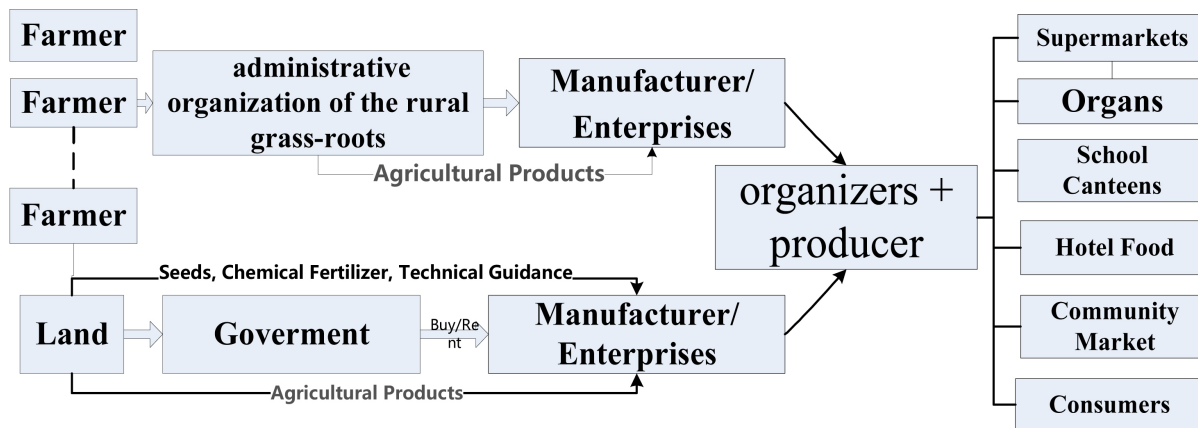 Farmer
Farmer
Farmer
administrative
organization of the rural
grass-roots
Manufacturer/
Enterprises
Agricultural Products
Seeds, Chemical Fertilizer, Technical Guidance
Land
Goverment
Buy/Re
nt
Manufacturer/
Enterprises
Agricultural Products
organizers +
producer
Supermarkets
Organs
School
Canteens
Hotel Food
Community
Market
Consumers